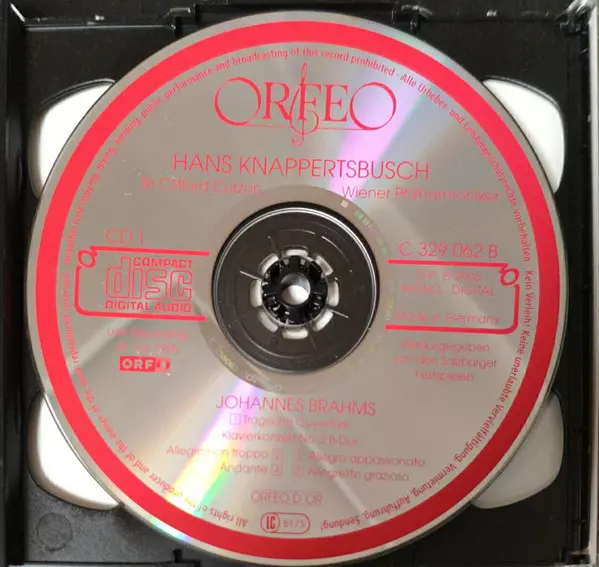 ORFEO
HANS KNAPPERTSBUSCH
Sir Clifford Curzon
Wiener Philharmoniker
CD 1
C 329 062 B
COMPACT
disc
DIGITAL AUDIO
DIGITAL
Made in Germany
ORF
Herausgegeben
von den Salzburger
Festspielen
JOHANNES BRAHMS
1 Tragische Ouvertüre
Klavierkonzert No. 2 B-Dur
Allegro non troppo 2
3 Allegro appassionato
Andante 4
5 Allegretto grazioso
ORFEO D'OR
LC 8175
All rights of the producer and of the owner of the work reproduced reserved. Unauthorized copying, hiring, lending, public performance and broadcasting of this record prohibited · Alle Urheber- und Leistungsschutzrechte vorbehalten. Kein Verleih! Keine unerlaubte Vervielfältigung, Vermietung, Aufführung, Sendung!